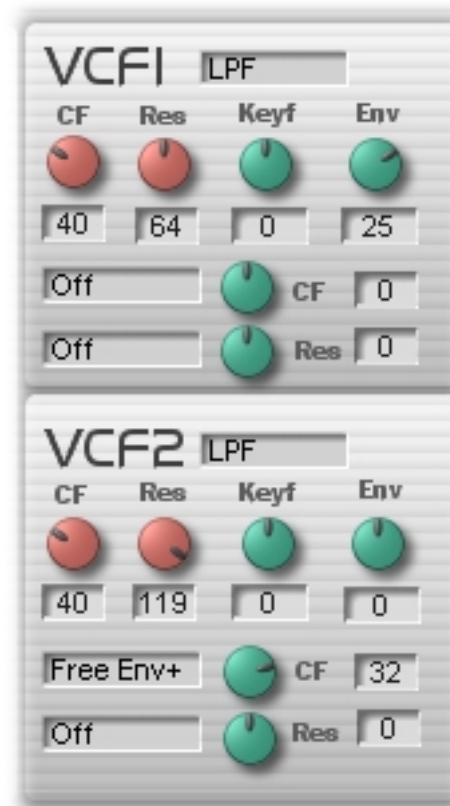 VCF1 LPF
CF Res Keyf Env
40 64 0 25
Off CF 0
Off Res 0
VCF2 LPF
CF Res Keyf Env
40 119 0 0
Free Env+ CF 32
Off Res 0